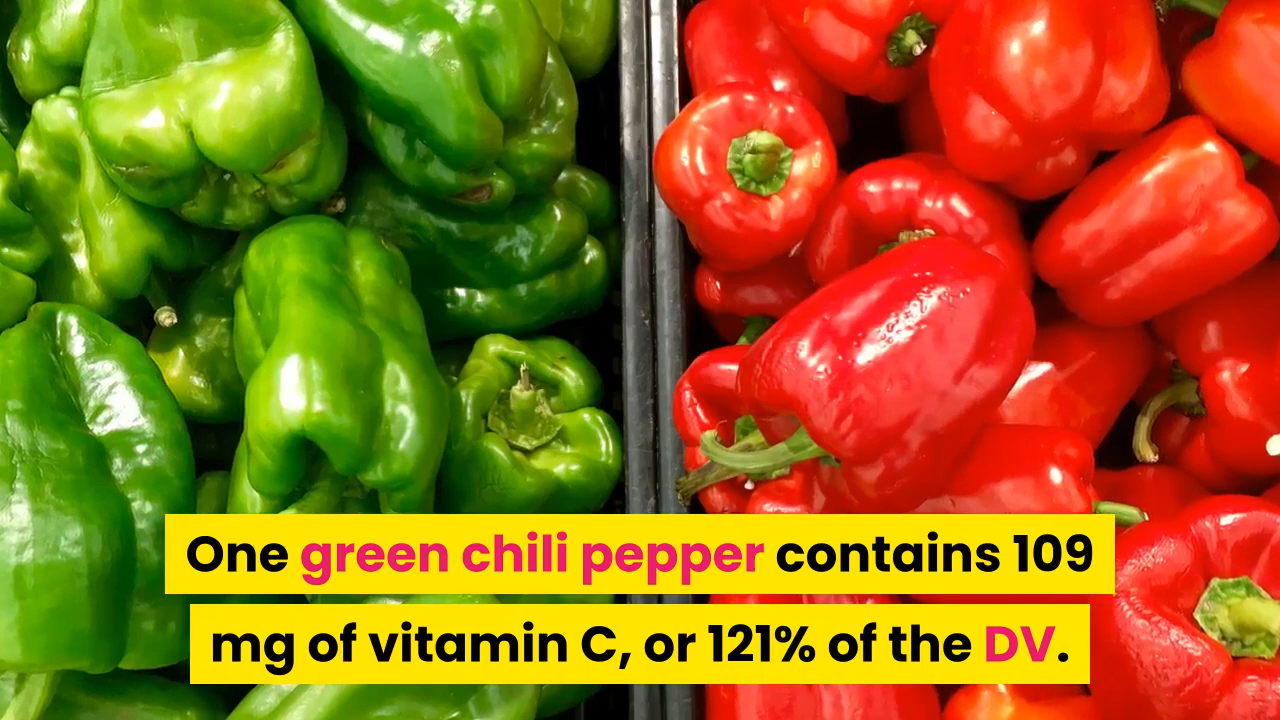 One green chili pepper contains 109
mg of vitamin C, or 121% of the DV.